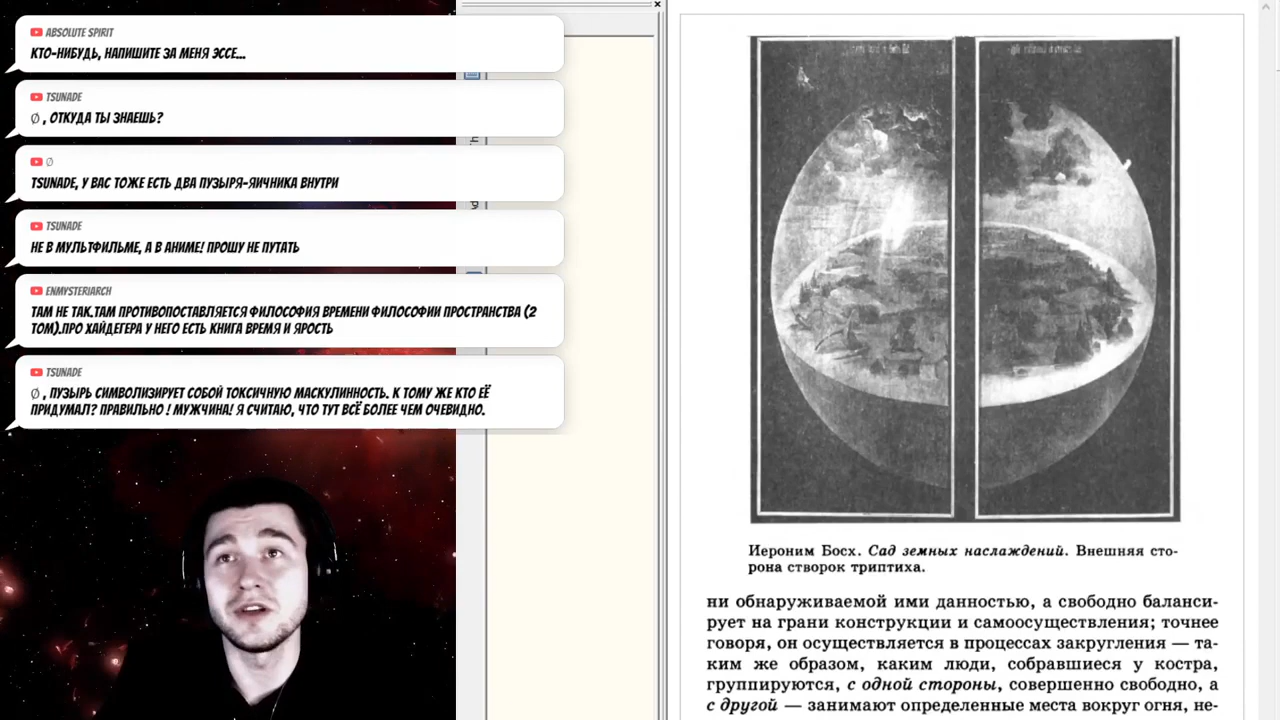 ABSOLUTE SPIRIT
КТО-НИБУДЬ, НАПИШИТЕ ЗА МЕНЯ ЭССЕ...
TSUNADE
Ø , ОТКУДА ТЫ ЗНАЕШЬ?
Ø
TSUNADE, У ВАС ТОЖЕ ЕСТЬ ДВА ПУЗЫРЯ-ЯИЧНИКА ВНУТРИ
TSUNADE
НЕ В МУЛЬТФИЛЬМЕ, А В АНИМЕ! ПРОШУ НЕ ПУТАТЬ
ENMYSTERIARCH
ТАМ НЕ ТАК.ТАМ ПРОТИВОПОСТАВЛЯЕТСЯ ФИЛОСОФИЯ ВРЕМЕНИ ФИЛОСОФИИ ПРОСТРАНСТВА (2
ТОМ).ПРО ХАЙДЕГЕРА У НЕГО ЕСТЬ КНИГА ВРЕМЯ И ЯРОСТЬ
TSUNADE
Ø , ПУЗЫРЬ СИМВОЛИЗИРУЕТ СОБОЙ ТОКСИЧНУЮ МАСКУЛИННОСТЬ. К ТОМУ ЖЕ КТО ЕЁ
ПРИДУМАЛ? ПРАВИЛЬНО ! МУЖЧИНА! Я СЧИТАЮ, ЧТО ТУТ ВСЁ БОЛЕЕ ЧЕМ ОЧЕВИДНО.
Иероним Босх. Сад земных наслаждений. Внешняя сто-
рона створок триптиха.
ни обнаруживаемой ими данностью, а свободно баланси-
рует на грани конструкции и самоосуществления; точнее
говоря, он осуществляется в процессах закругления — та-
ким же образом, каким люди, собравшиеся у костра,
группируются, с одной стороны, совершенно свободно, а
с другой — занимают определенные места вокруг огня, не-